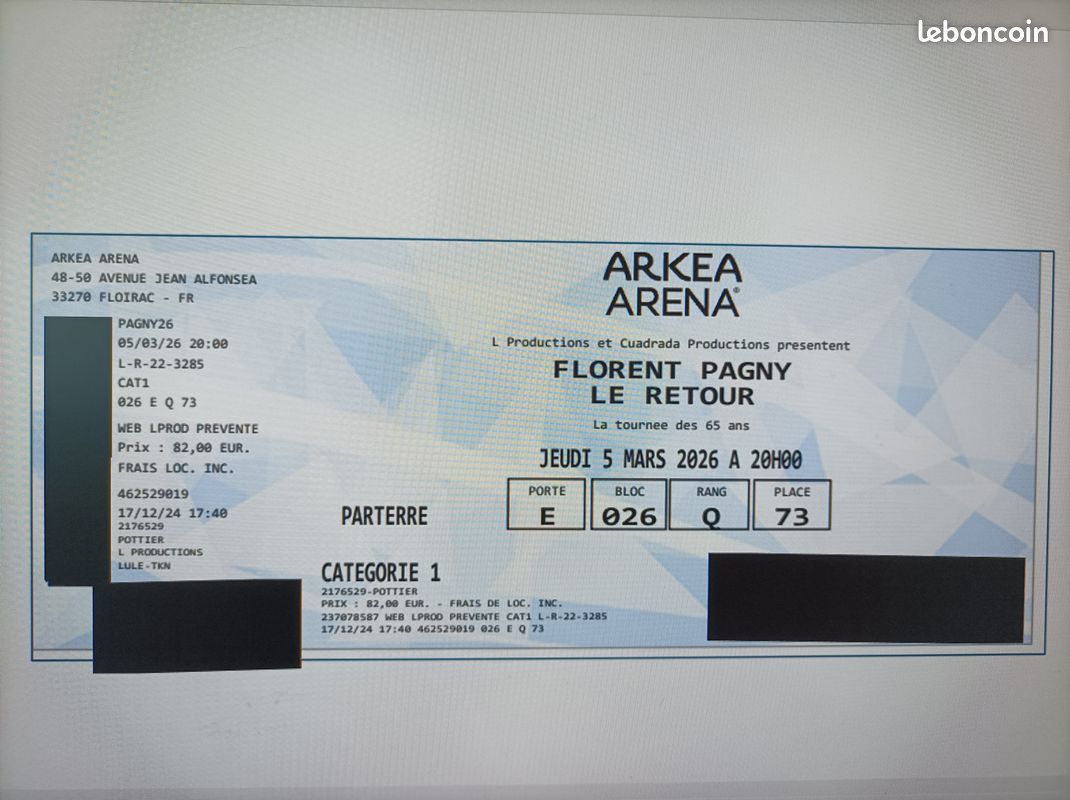 leboncoin
ARKEA ARENA
48-50 AVENUE JEAN ALFONSEA
33270 FLOIRAC - FR
PAGNY26
05/03/26 20:00
L-R-22-3285
CAT1
026 E Q 73
WEB LPROD PREVENTE
Prix : 82,00 EUR.
FRAIS LOC. INC.
462529019
17/12/24 17:40
2176529
POTTIER
L PRODUCTIONS
LULE-TKN
ARKEA
ARENA®
L Productions et Cuadrada Productions presentent
FLORENT PAGNY
LE RETOUR
La tournee des 65 ans
JEUDI 5 MARS 2026 A 20H00
PORTE BLOC RANG PLACE
PARTERRE E 026 Q 73
CATEGORIE 1
2176529-POTTIER
PRIX : 82,00 EUR. - FRAIS DE LOC. INC.
237078587 WEB LPROD PREVENTE CAT1 L-R-22-3285
17/12/24 17:40 462529019 026 E Q 73